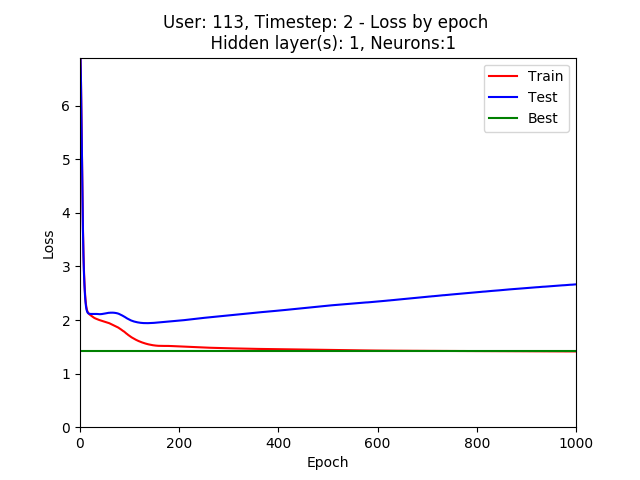 User: 113, Timestep: 2 - Loss by epoch
Hidden layer(s): 1, Neurons:1
Train
Test
Best
6
5
4
3
2
1
0
Loss
0
200
400
600
800
1000
Epoch